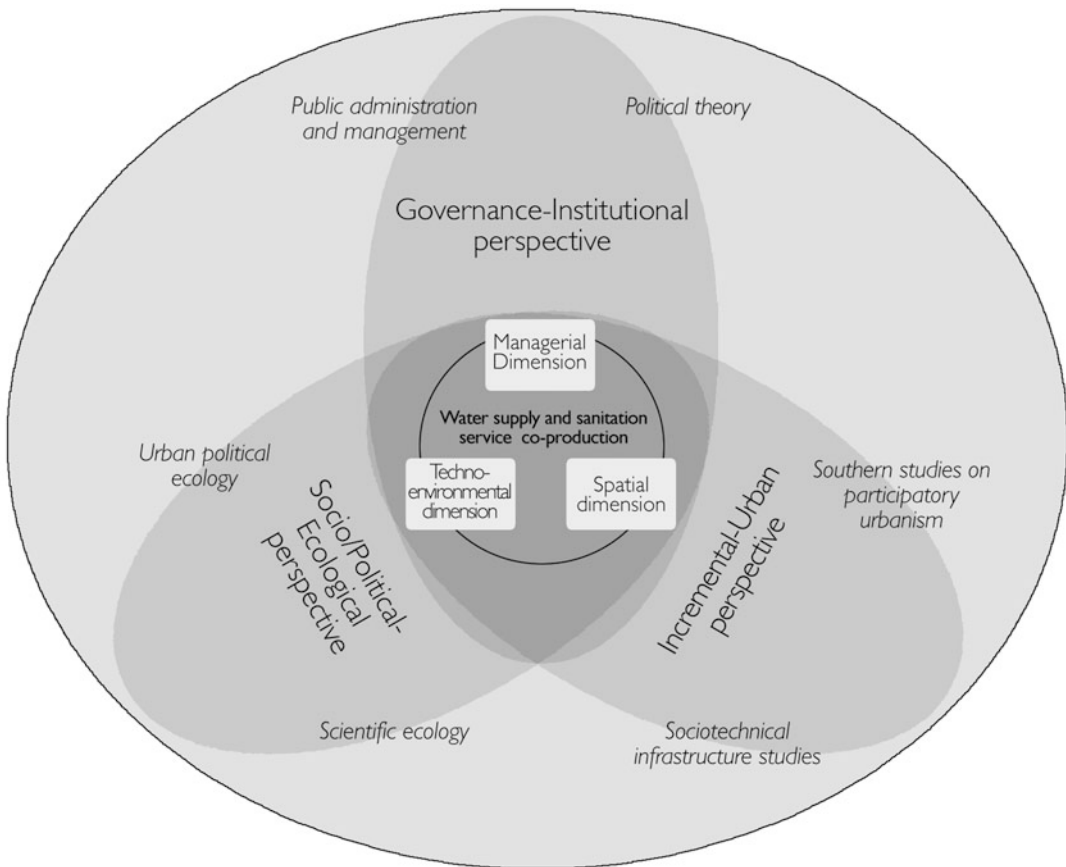 Public administration
and management
Political theory
Governance-Institutional
perspective
Managerial
Dimension
Water supply and sanitation
service co-production
Techno-
environmental
dimension
Spatial
dimension
Urban political
ecology
Socio/Political-
Ecological
perspective
Incremental-Urban
perspective
Southern studies on
participatory
urbanism
Scientific ecology
Sociotechnical
infrastructure studies